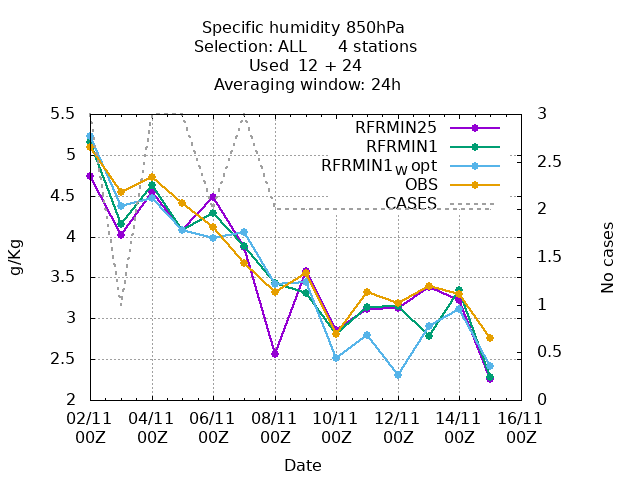 Specific humidity 850hPa
Selection: ALL 4 stations
Used 12 + 24
Averaging window: 24h
5.5
5
4.5
4
3.5
3
2.5
2
g/Kg
RFRMIN25
RFRMIN1
RFRMIN1w opt
OBS
CASES
3
2.5
2
1.5
1
0.5
0
No cases
02/11 04/11 06/11 08/11 10/11 12/11 14/11 16/11
00Z 00Z 00Z 00Z 00Z 00Z 00Z 00Z
Date